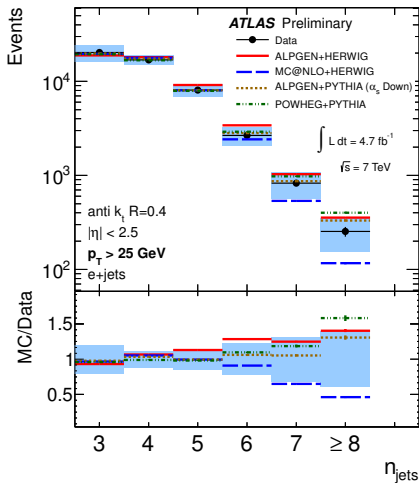 Events
ATLAS Preliminary
Data
ALPGEN+HERWIG
MC@NLO+HERWIG
ALPGEN+PYTHIA (αs Down)
POWHEG+PYTHIA
∫ L dt = 4.7 fb⁻¹
√s = 7 TeV
10⁴
10³
10²
anti kt R=0.4
|η| < 2.5
pT > 25 GeV
e+jets
MC/Data
1.5
1
0.5
3 4 5 6 7 ≥ 8
njets